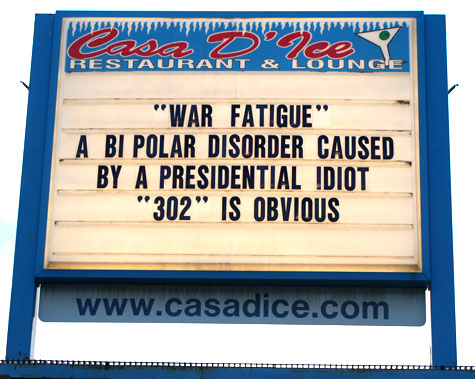 Casa D'Ice
RESTAURANT & LOUNGE
"WAR FATIGUE"
A BI POLAR DISORDER CAUSED
BY A PRESIDENTIAL IDIOT
"302" IS OBVIOUS
www.casadice.com